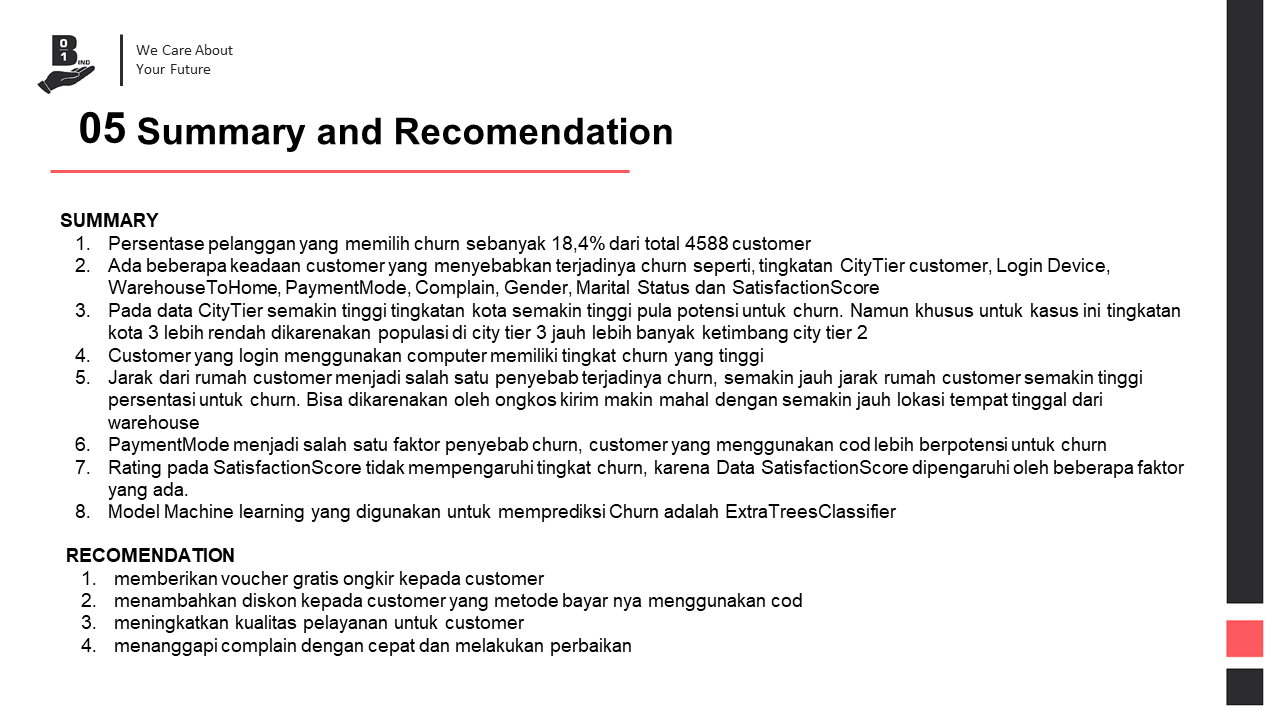 B
0
1
IND
We Care About
Your Future
05 Summary and Recomendation
SUMMARY
1. Persentase pelanggan yang memilih churn sebanyak 18,4% dari total 4588 customer
2. Ada beberapa keadaan customer yang menyebabkan terjadinya churn seperti, tingkatan CityTier customer, Login Device,
WarehouseToHome, PaymentMode, Complain, Gender, Marital Status dan SatisfactionScore
3. Pada data CityTier semakin tinggi tingkatan kota semakin tinggi pula potensi untuk churn. Namun khusus untuk kasus ini tingkatan
kota 3 lebih rendah dikarenakan populasi di city tier 3 jauh lebih banyak ketimbang city tier 2
4. Customer yang login menggunakan computer memiliki tingkat churn yang tinggi
5. Jarak dari rumah customer menjadi salah satu penyebab terjadinya churn, semakin jauh jarak rumah customer semakin tinggi
persentasi untuk churn. Bisa dikarenakan oleh ongkos kirim makin mahal dengan semakin jauh lokasi tempat tinggal dari
warehouse
6. PaymentMode menjadi salah satu faktor penyebab churn, customer yang menggunakan cod lebih berpotensi untuk churn
7. Rating pada SatisfactionScore tidak mempengaruhi tingkat churn, karena Data SatisfactionScore dipengaruhi oleh beberapa faktor
yang ada.
8. Model Machine learning yang digunakan untuk memprediksi Churn adalah ExtraTreesClassifier
RECOMENDATION
1. memberikan voucher gratis ongkir kepada customer
2. menambahkan diskon kepada customer yang metode bayar nya menggunakan cod
3. meningkatkan kualitas pelayanan untuk customer
4. menanggapi complain dengan cepat dan melakukan perbaikan